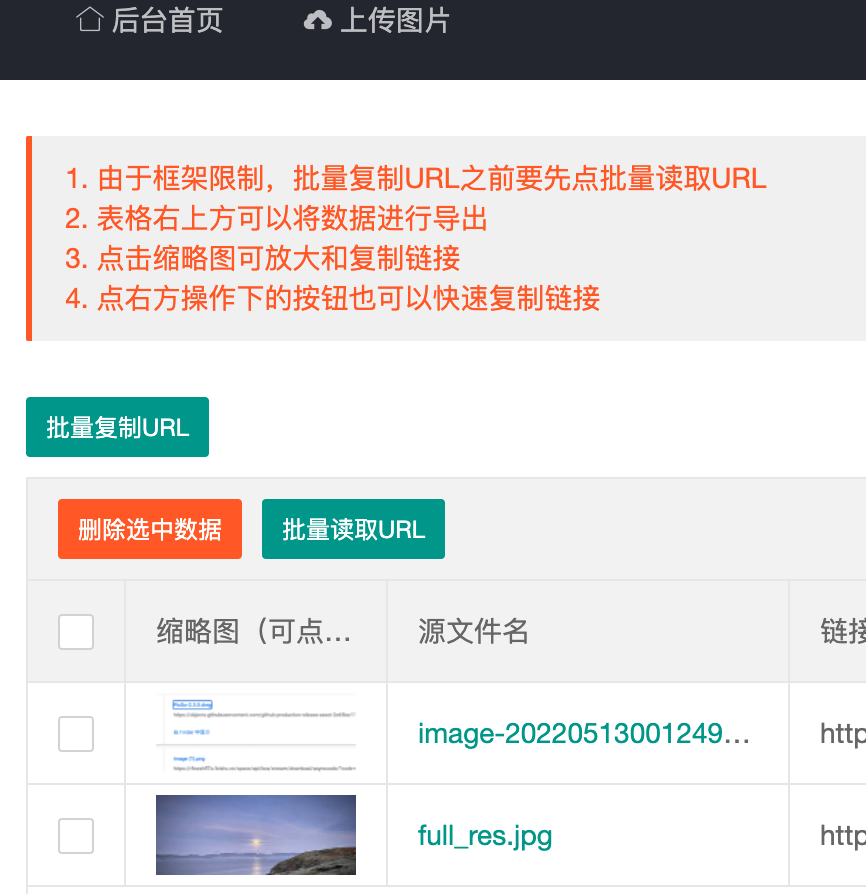 后台首页 上传图片
1. 由于框架限制，批量复制URL之前要先点批量读取URL
2. 表格右上方可以将数据进行导出
3. 点击缩略图可放大和复制链接
4. 点右方操作下的按钮也可以快速复制链接
批量复制URL
删除选中数据 批量读取URL
缩略图（可点… 源文件名 链接
image-20220513001249… http
full_res.jpg http